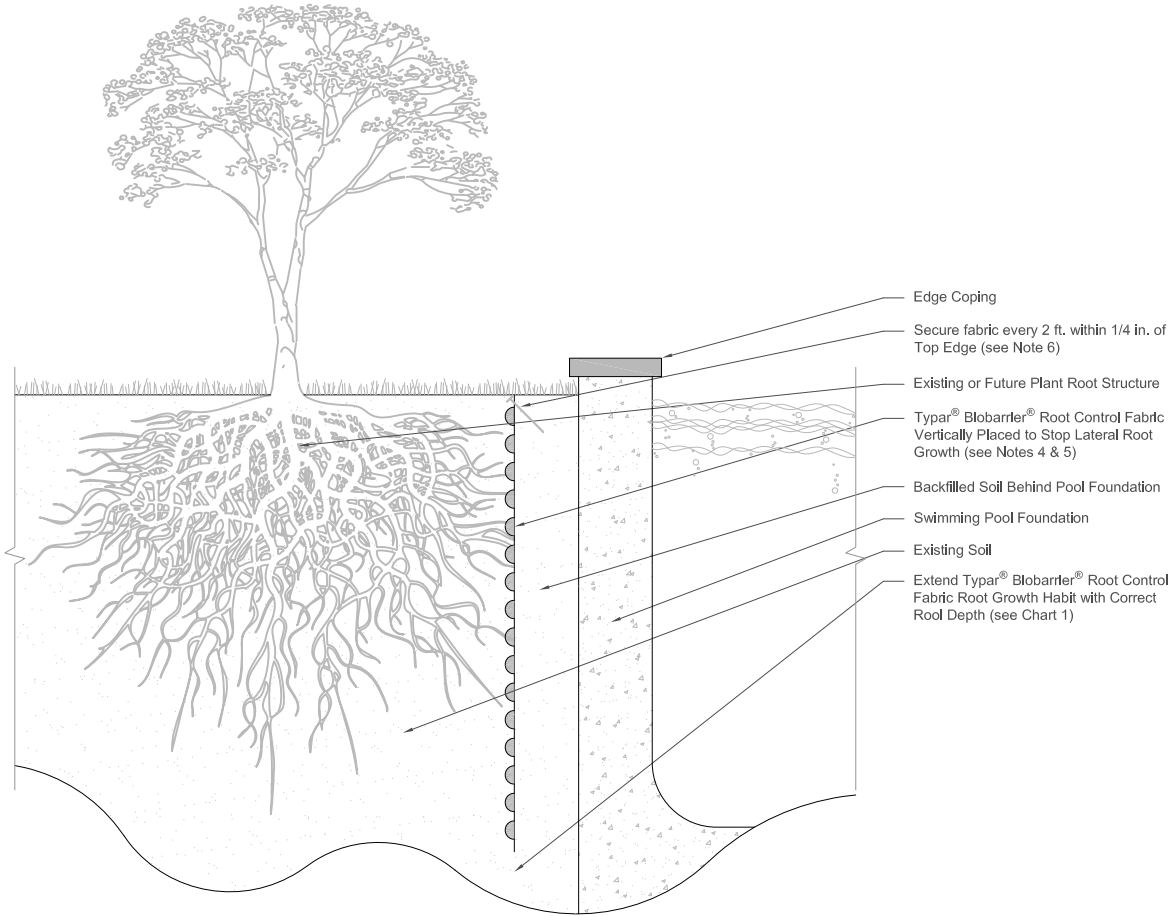 Edge Coping
Secure fabric every 2 ft. within 1/4 in. of
Top Edge (see Note 6)
Existing or Future Plant Root Structure
Typar® Blobarrler® Root Control Fabric
Vertically Placed to Stop Lateral Root
Growth (see Notes 4 & 5)
Backfilled Soil Behind Pool Foundation
Swimming Pool Foundation
Existing Soil
Extend Typar® Blobarrler® Root Control
Fabric Root Growth Habit with Correct
Rool Depth (see Chart 1)